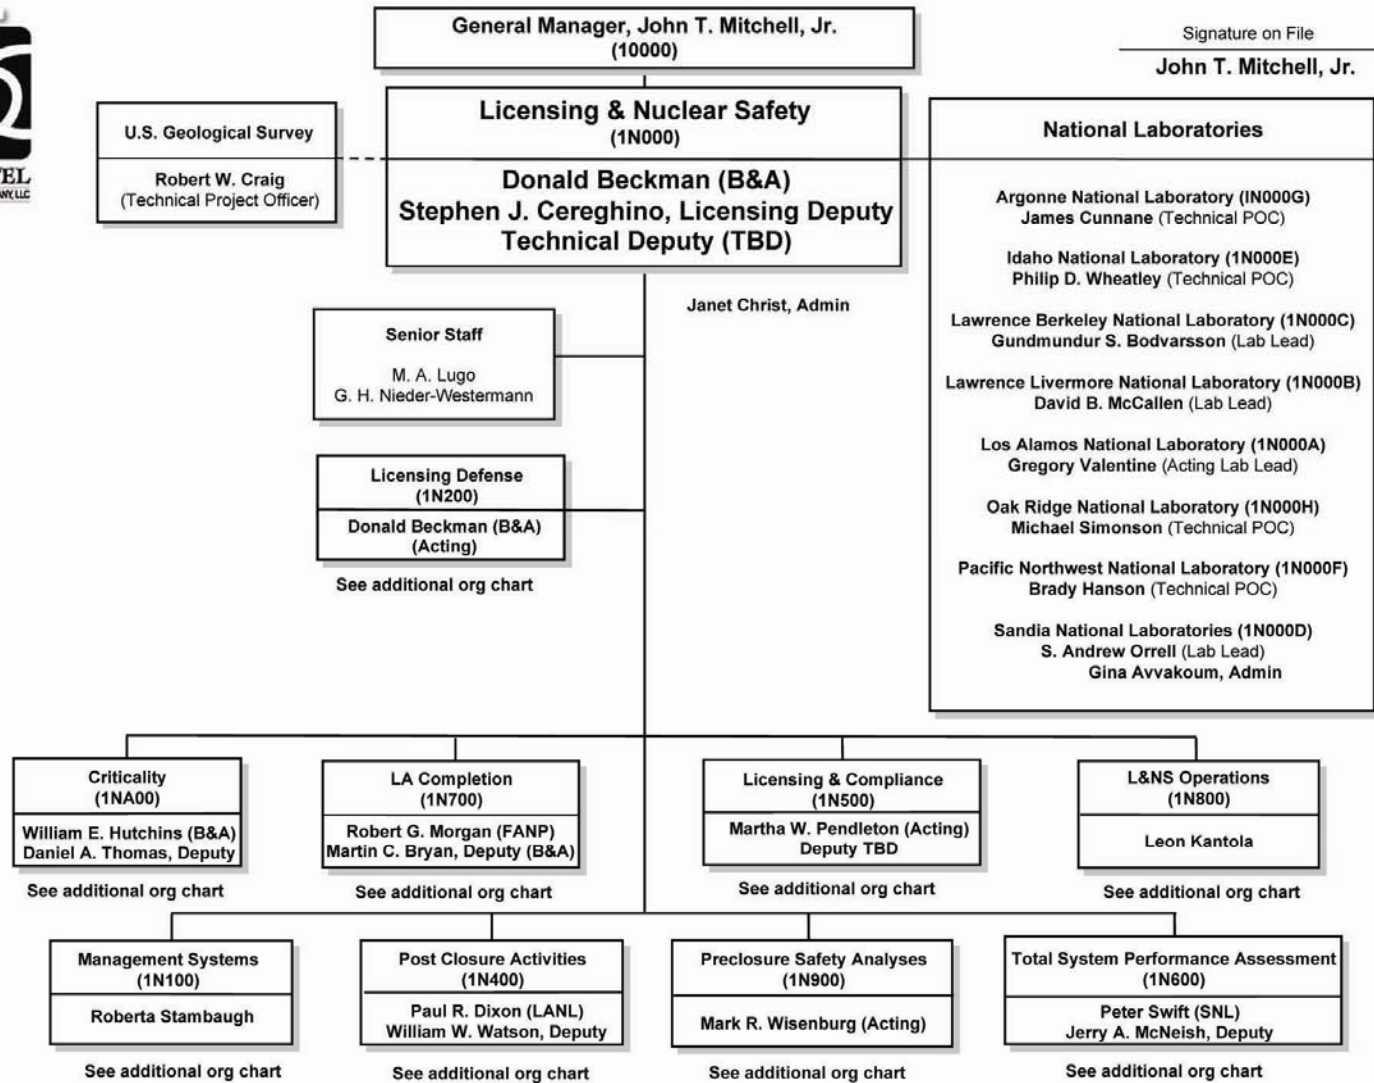 General Manager, John T. Mitchell, Jr.
(10000)
Signature on File
John T. Mitchell, Jr.
Licensing & Nuclear Safety
(1N000)
Donald Beckman (B&A)
Stephen J. Cereghino, Licensing Deputy
Technical Deputy (TBD)
U.S. Geological Survey
Robert W. Craig
(Technical Project Officer)
National Laboratories
Argonne National Laboratory (IN000G)
James Cunnane (Technical POC)
Idaho National Laboratory (1N000E)
Philip D. Wheatley (Technical POC)
Lawrence Berkeley National Laboratory (1N000C)
Gundmundur S. Bodvarsson (Lab Lead)
Lawrence Livermore National Laboratory (1N000B)
David B. McCallen (Lab Lead)
Los Alamos National Laboratory (1N000A)
Gregory Valentine (Acting Lab Lead)
Oak Ridge National Laboratory (1N000H)
Michael Simonson (Technical POC)
Pacific Northwest National Laboratory (1N000F)
Brady Hanson (Technical POC)
Sandia National Laboratories (1N000D)
S. Andrew Orrell (Lab Lead)
Gina Avvakoum, Admin
Janet Christ, Admin
Senior Staff
M. A. Lugo
G. H. Nieder-Westermann
Licensing Defense
(1N200)
Donald Beckman (B&A)
(Acting)
See additional org chart
Criticality
(1NA00)
William E. Hutchins (B&A)
Daniel A. Thomas, Deputy
See additional org chart
LA Completion
(1N700)
Robert G. Morgan (FANP)
Martin C. Bryan, Deputy (B&A)
See additional org chart
Licensing & Compliance
(1N500)
Martha W. Pendleton (Acting)
Deputy TBD
See additional org chart
L&NS Operations
(1N800)
Leon Kantola
See additional org chart
Management Systems
(1N100)
Roberta Stambaugh
See additional org chart
Post Closure Activities
(1N400)
Paul R. Dixon (LANL)
William W. Watson, Deputy
See additional org chart
Preclosure Safety Analyses
(1N900)
Mark R. Wisenburg (Acting)
See additional org chart
Total System Performance Assessment
(1N600)
Peter Swift (SNL)
Jerry A. McNeish, Deputy
See additional org chart